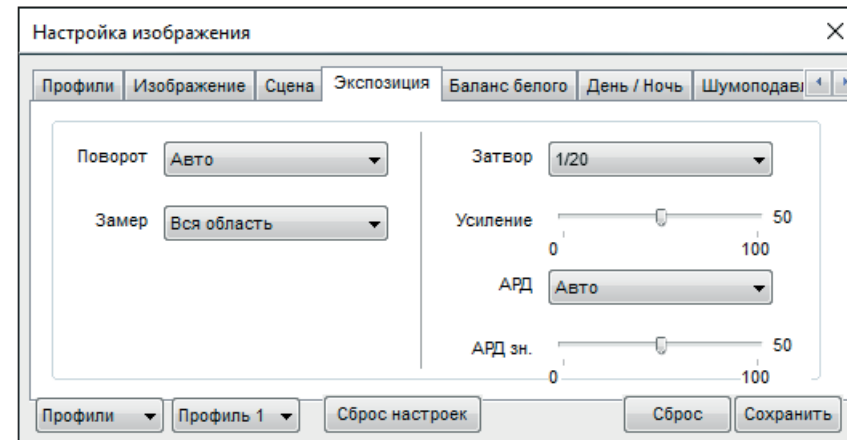 Настройка изображения
Профили Изображение Сцена Экспозиция Баланс белого День / Ночь Шумоподавл
Поворот Авто
Замер Вся область
Затвор 1/20
Усиление 50
0 100
АРД Авто
АРД зн. 50
0 100
Профили Профиль 1 Сброс настроек Сброс Сохранить